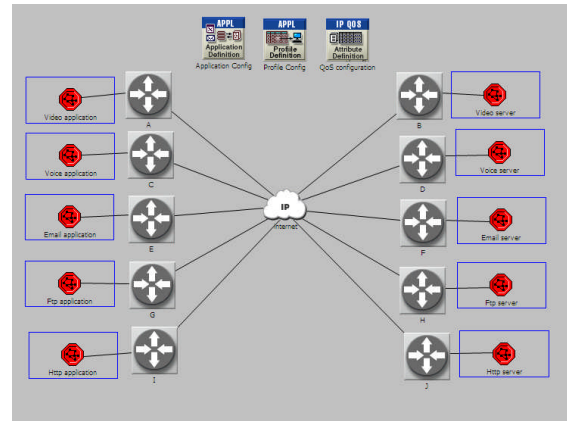 APPL
APPL
IP QOS
Application
Definition
Profile
Definition
Attribute
Definition
Application Config
Profile Config
QoS configuration
Video application
A
B
Video server
Voice application
C
D
Voice server
IP
Internet
Email application
E
F
Email server
Ftp application
G
H
Ftp server
Http application
I
J
Http server